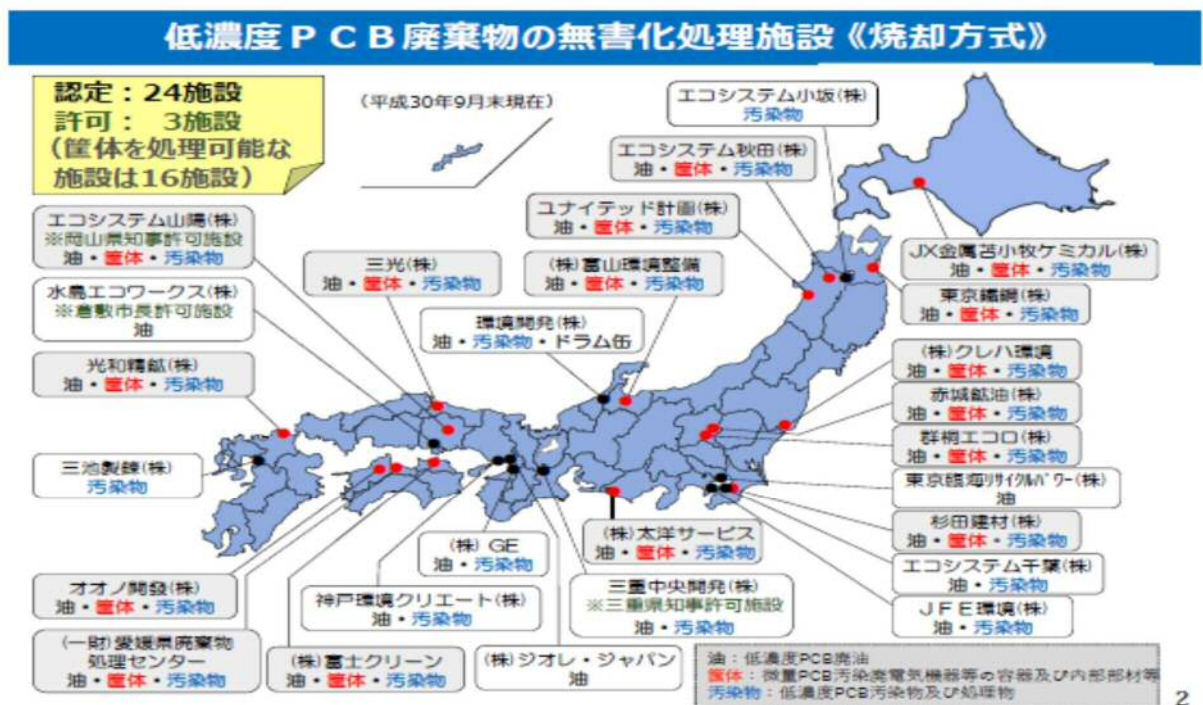 低濃度PCB廃棄物の無害化処理施設《焼却方式》
認定：24施設
許可： 3施設
(筐体を処理可能な
施設は16施設)
(平成30年9月末現在)
エコシステム小坂(株)
汚染物
エコシステム秋田(株)
油・筐体・汚染物
ユナイテッド計画(株)
油・筐体・汚染物
エコシステム山陽(株)
※岡山県知事許可施設
油・筐体・汚染物
三光(株)
油・筐体・汚染物
(株)富山環境整備
油・筐体・汚染物
JX金属苫小牧ケミカル(株)
油・筐体・汚染物
水島エコワークス(株)
※倉敷市長許可施設
油
環境開発(株)
油・汚染物・ドラム缶
東京鐵鋼(株)
油・筐体・汚染物
光和精鉱(株)
油・筐体・汚染物
(株)クレハ環境
油・筐体・汚染物
赤城鉱油(株)
油・筐体・汚染物
群桐エコロ(株)
油・筐体・汚染物
三池製錬(株)
汚染物
東京臨海ﾘｻｲｸﾙﾊﾟﾜｰ(株)
油
(株)太洋サービス
油・筐体・汚染物
杉田建材(株)
油・筐体・汚染物
(株) GE
油・汚染物
エコシステム千葉(株)
油・汚染物
オオノ開發(株)
油・筐体・汚染物
神戸環境クリエート(株)
油・汚染物
三重中央開発(株)
※三重県知事許可施設
油・汚染物
JFE環境(株)
油・汚染物
(一財)愛媛県廃棄物
処理センター
油・筐体・汚染物
(株)富士クリーン
油・筐体・汚染物
(株)ジオレ・ジャパン
油
油：低濃度PCB廃油
筐体：微量PCB汚染廃電気機器等の容器及び内部部材等
汚染物：低濃度PCB汚染物及び処理物
2